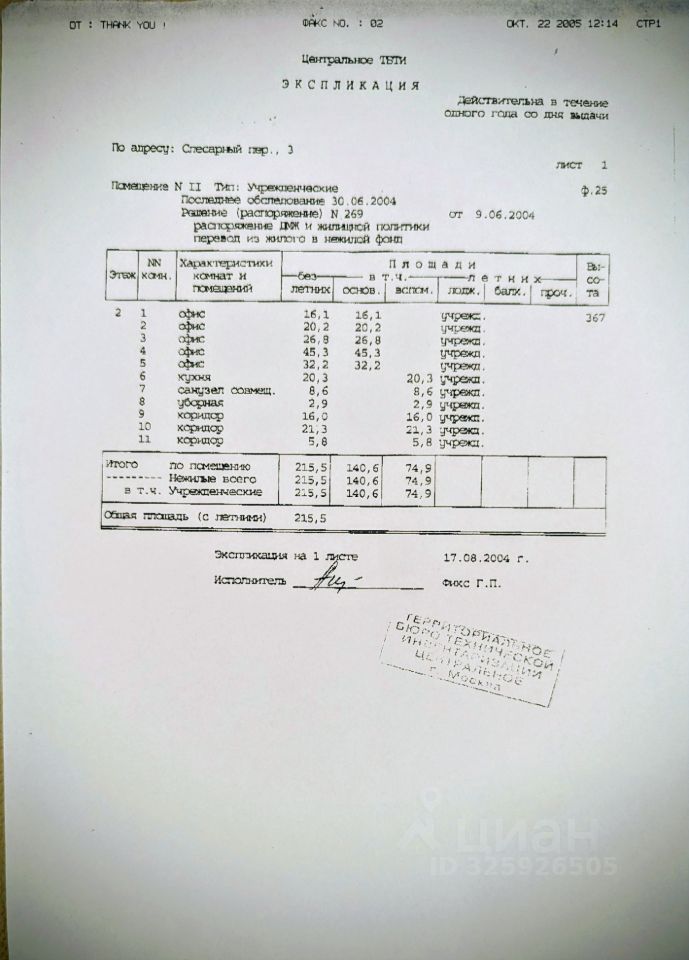 ОТ : THANK YOU ! ФАКС NO. : 02 ОКТ. 22 2005 12:14 СТР1
Центральное ТБТИ
ЭКСПЛИКАЦИЯ
Действительна в течение
одного года со дня выдачи
По адресу: Слесарный пер., 3
лист 1
Помещение N II Тип: Учрежденческие ф.25
Последнее обследование 30.06.2004
Решение (распоряжение) N 269 от 9.06.2004
распоряжение ДМЖ и жилищной политики
перевод из жилого в нежилой фонд
Этаж NN комн. Характеристики комнат и помещений Площади Высота
без летних в т.ч. летних
основ. вспом. лодж. балк. проч.
2 1 офис 16,1 16,1 учрежд. 367
2 офис 20,2 20,2 учрежд.
3 офис 26,8 26,8 учрежд.
4 офис 45,3 45,3 учрежд.
5 офис 32,2 32,2 учрежд.
6 кухня 20,3 20,3 учрежд.
7 санузел совмещ. 8,6 8,6 учрежд.
8 уборная 2,9 2,9 учрежд.
9 коридор 16,0 16,0 учрежд.
10 коридор 21,3 21,3 учрежд.
11 коридор 5,8 5,8 учрежд.
Итого по помещению 215,5 140,6 74,9
-------- Нежилые всего 215,5 140,6 74,9
в т.ч. Учрежденческие 215,5 140,6 74,9
Общая площадь (с летними) 215,5
Экспликация на 1 листе 17.08.2004 г.
Исполнитель Фикс Г.П.
ТЕРРИТОРИАЛЬНОЕ
БЮРО ТЕХНИЧЕСКОЙ
ИНВЕНТАРИЗАЦИИ
ЦЕНТРАЛЬНОЕ
г. Москва
циан
ID 325926505